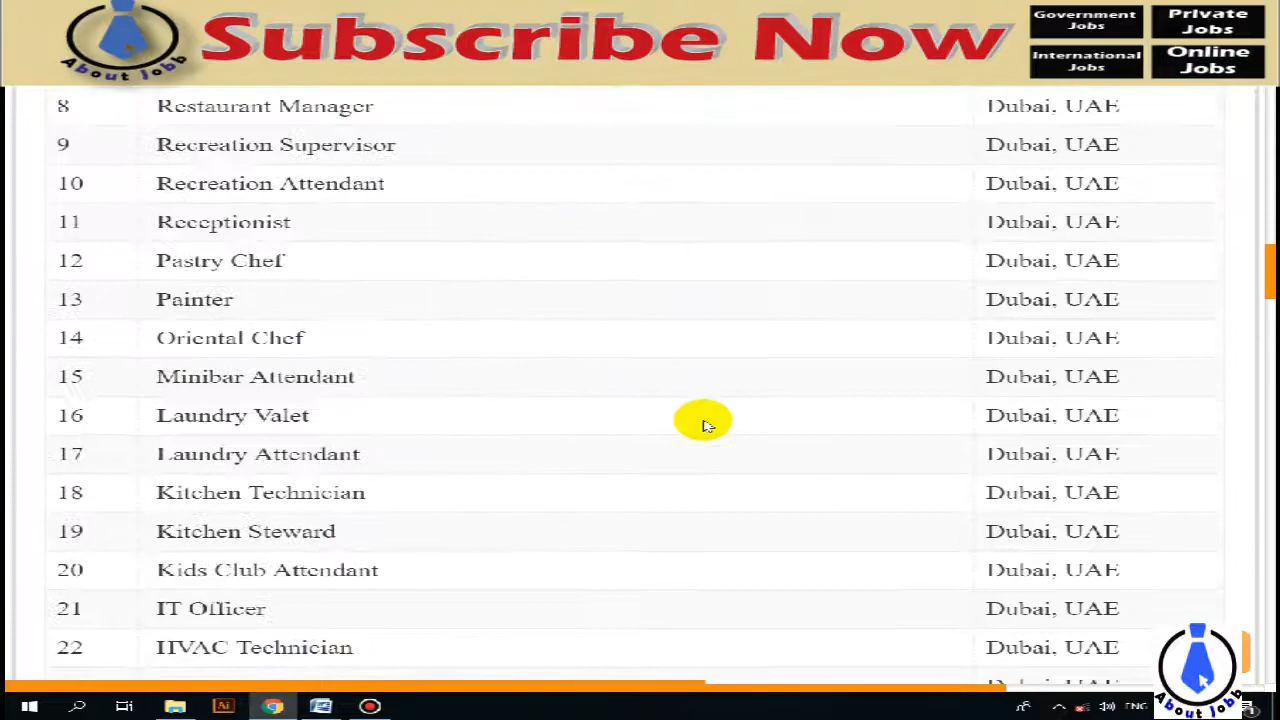 Subscribe Now
Government Jobs
Private Jobs
International Jobs
Online Jobs
About Jobb
8 Restaurant Manager Dubai, UAE
9 Recreation Supervisor Dubai, UAE
10 Recreation Attendant Dubai, UAE
11 Receptionist Dubai, UAE
12 Pastry Chef Dubai, UAE
13 Painter Dubai, UAE
14 Oriental Chef Dubai, UAE
15 Minibar Attendant Dubai, UAE
16 Laundry Valet Dubai, UAE
17 Laundry Attendant Dubai, UAE
18 Kitchen Technician Dubai, UAE
19 Kitchen Steward Dubai, UAE
20 Kids Club Attendant Dubai, UAE
21 IT Officer Dubai, UAE
22 HVAC Technician Dubai, UAE
About Jobb
Ai
ENG
1